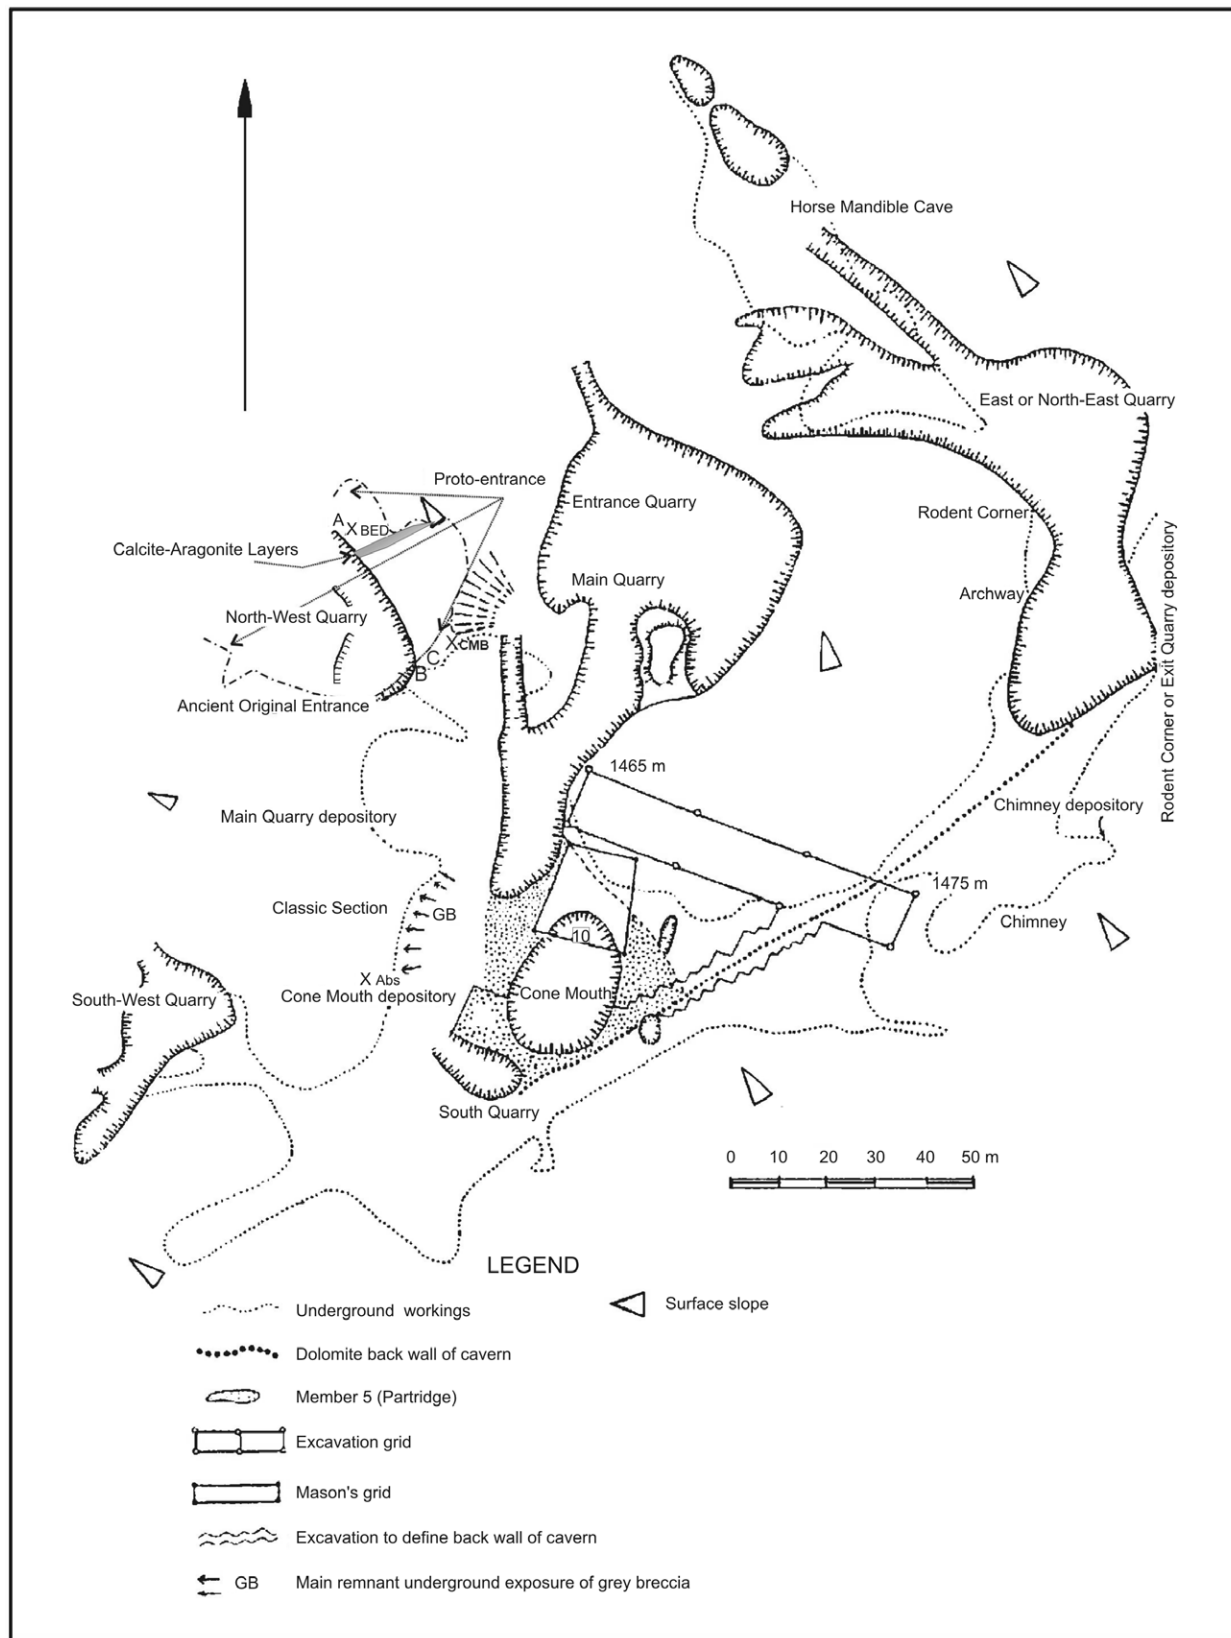 Horse Mandible Cave
East or North-East Quarry
Proto-entrance
Entrance Quarry
A
X BED
Rodent Corner
Calcite-Aragonite Layers
Main Quarry
Archway
North-West Quarry
X CMB
C
B
Ancient Original Entrance
Rodent Corner or Exit Quarry depository
1465 m
Main Quarry depository
Chimney depository
1475 m
Classic Section
GB
Chimney
10
X Abs
Cone Mouth depository
Cone Mouth
South-West Quarry
South Quarry
0 10 20 30 40 50 m
LEGEND
Underground workings
Surface slope
Dolomite back wall of cavern
Member 5 (Partridge)
Excavation grid
Mason's grid
Excavation to define back wall of cavern
GB Main remnant underground exposure of grey breccia